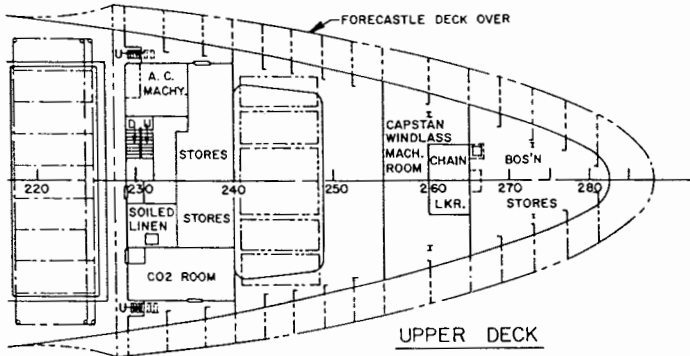 FORECASTLE DECK OVER
U
A. C.
MACHY.
D U
STORES
CAPSTAN
WINDLASS
MACH.
ROOM
CHAIN
BOS'N
220 230 240 250 260 270 280
SOILED
LINEN
STORES
LKR.
STORES
CO2 ROOM
U
UPPER DECK